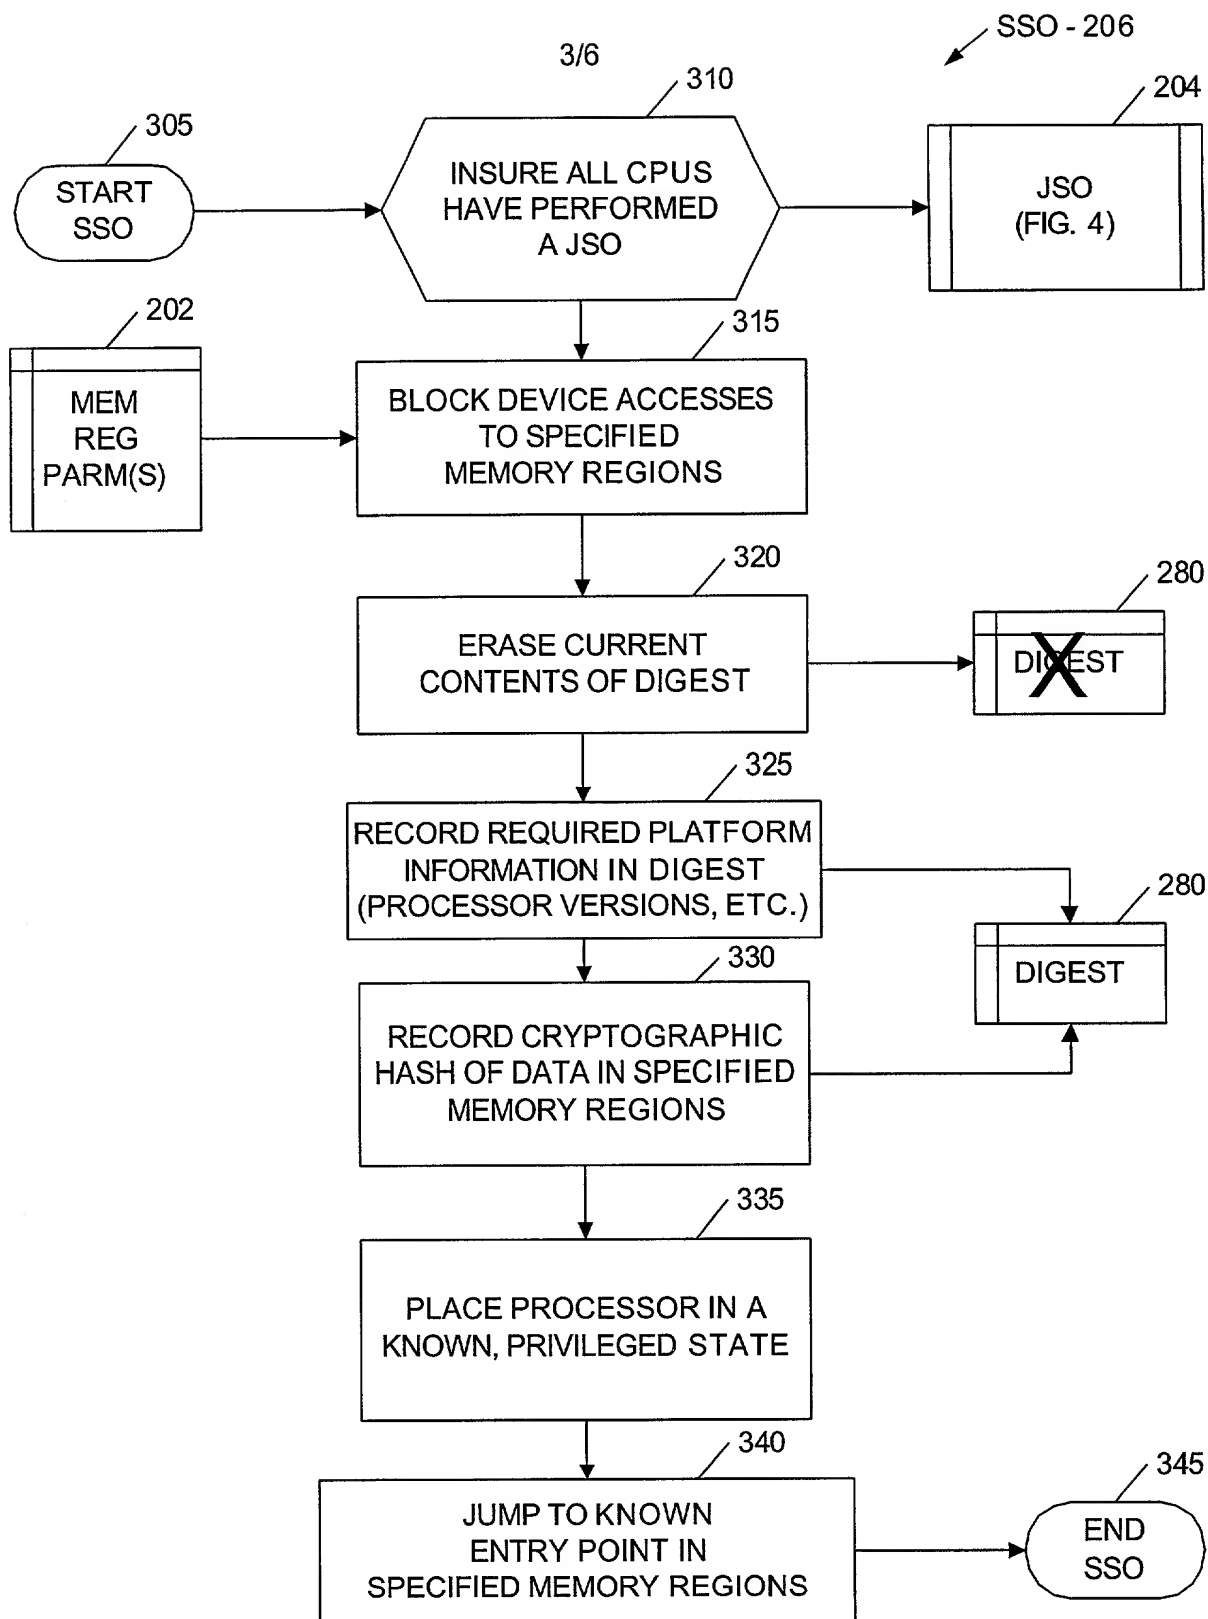 SSO - 206
3/6
310
204
305
START
SSO
INSURE ALL CPUS
HAVE PERFORMED
A JSO
JSO
(FIG. 4)
202
315
MEM
REG
PARM(S)
BLOCK DEVICE ACCESSES
TO SPECIFIED
MEMORY REGIONS
320
280
ERASE CURRENT
CONTENTS OF DIGEST
DIGEST
X
325
RECORD REQUIRED PLATFORM
INFORMATION IN DIGEST
(PROCESSOR VERSIONS, ETC.)
280
DIGEST
330
RECORD CRYPTOGRAPHIC
HASH OF DATA IN SPECIFIED
MEMORY REGIONS
335
PLACE PROCESSOR IN A
KNOWN, PRIVILEGED STATE
340
345
JUMP TO KNOWN
ENTRY POINT IN
SPECIFIED MEMORY REGIONS
END
SSO